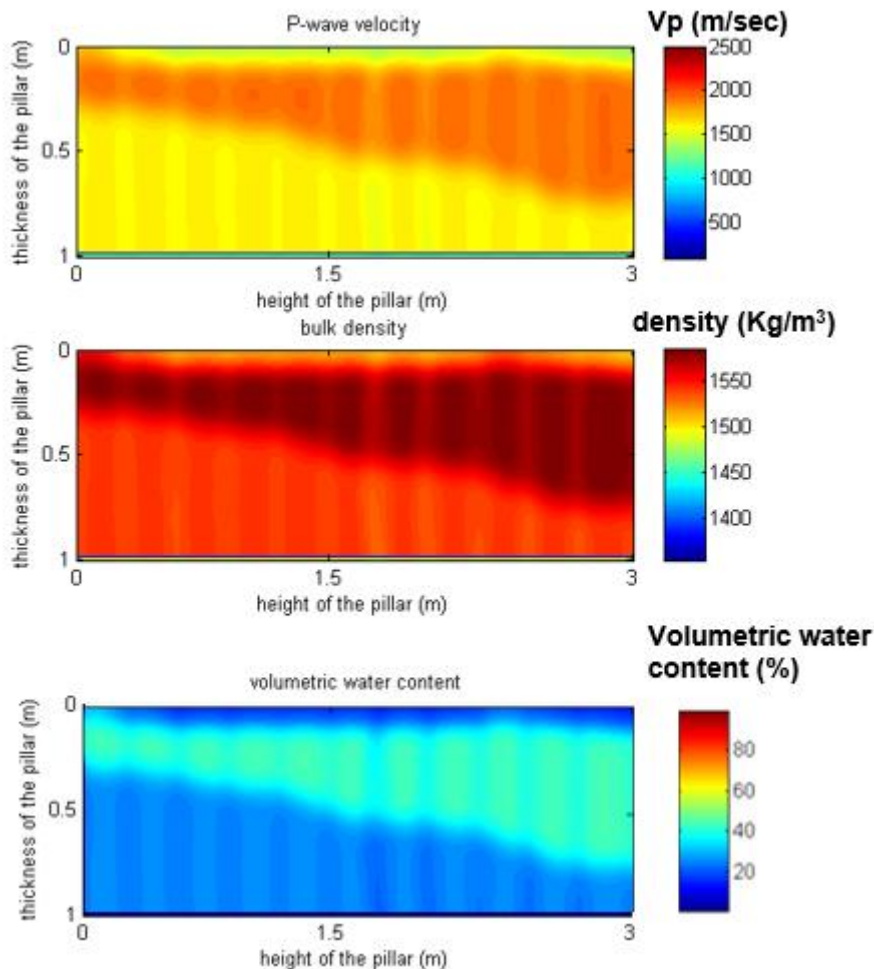 P-wave velocity
Vp (m/sec)
0
0.5
1
thickness of the pillar (m)
0
1.5
3
height of the pillar (m)
2500
2000
1500
1000
500
bulk density
density (Kg/m³)
0
0.5
1
thickness of the pillar (m)
0
1.5
3
height of the pillar (m)
1550
1500
1450
1400
Volumetric water
content (%)
volumetric water content
0
0.5
1
thickness of the pillar (m)
0
1.5
3
height of the pillar (m)
80
60
40
20